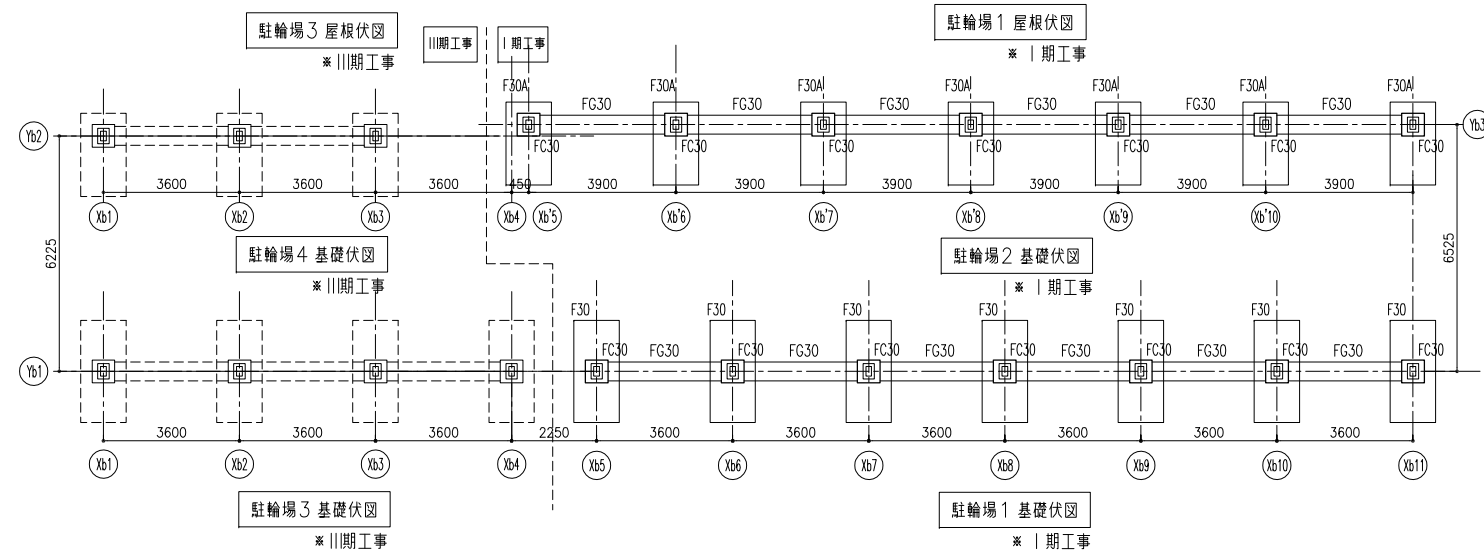 駐輪場3 屋根伏図
※ III期工事
III期工事
I 期工事
駐輪場1 屋根伏図
※ I 期工事
F30A F30A F30A F30A F30A F30A F30A
FG30 FG30 FG30 FG30 FG30 FG30
Yb2
Yb3
FC30 FC30 FC30 FC30 FC30 FC30 FC30
3600 3600 3600 450 3900 3900 3900 3900 3900 3900
Xb1 Xb2 Xb3 Xb4 Xb'5 Xb'6 Xb'7 Xb'8 Xb'9 Xb'10
6225
6525
駐輪場4 基礎伏図
※ III期工事
駐輪場2 基礎伏図
※ I 期工事
F30 F30 F30 F30 F30 F30 F30
FC30 FC30 FC30 FC30 FC30 FC30 FC30
FG30 FG30 FG30 FG30 FG30 FG30
Yb1
3600 3600 3600 2250 3600 3600 3600 3600 3600 3600
Xb1 Xb2 Xb3 Xb4 Xb5 Xb6 Xb7 Xb8 Xb9 Xb10 Xb11
駐輪場3 基礎伏図
※ III期工事
駐輪場1 基礎伏図
※ I 期工事